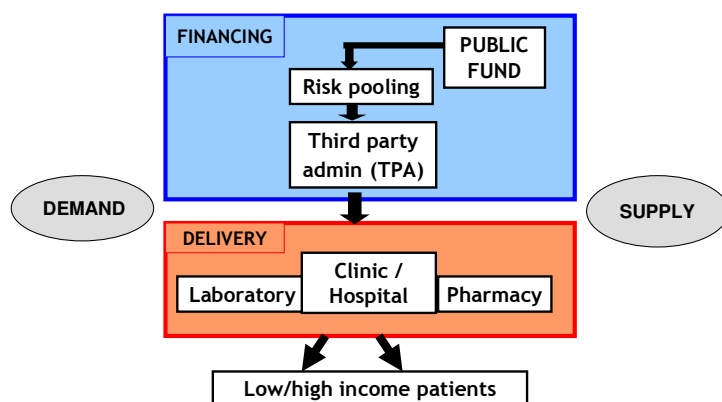 FINANCING
PUBLIC
FUND
Risk pooling
Third party
admin (TPA)
DEMAND
SUPPLY
DELIVERY
Clinic /
Hospital
Laboratory
Pharmacy
Low/high income patients